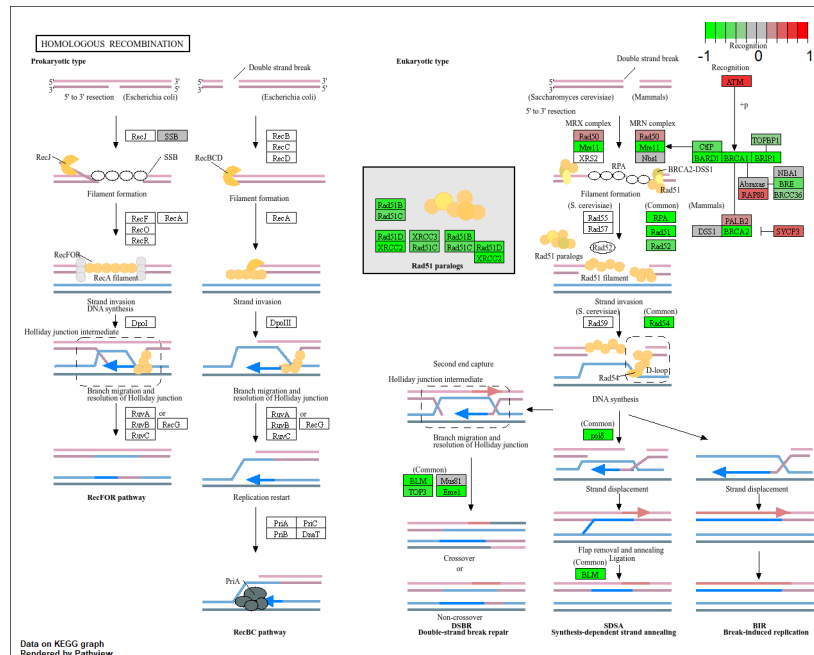 HOMOLOGOUS RECOMBINATION
Prokaryotic type
5' 3'
3' 5'
5' to 3' resection
(Escherichia coli)
RecJ
SSB
RecJ
SSB
Filament formation
RecF
RecA
RecO
RecR
RecFOR
RecA filament
Strand invasion
DNA synthesis
DpoI
Holliday junction intermediate
Branch migration and
resolution of Holliday junction
RuvA or
RuvB RecG
RuvC
RecFOR pathway
Double strand break
5' 3'
3' 5'
(Escherichia coli)
RecB
RecC
RecD
RecBCD
Filament formation
RecA
Strand invasion
DpoIII
Branch migration and
resolution of Holliday junction
RuvA or
RuvB RecG
RuvC
Replication restart
PriA PriC
PriB DnaT
PriA
RecBC pathway
Rad51B
Rad51C
Rad51D XRCC3 Rad51B
XRCC2 Rad51C Rad51C Rad51D
XRCC2
Rad51 paralogs
Eukaryotic type
Double strand break
5' 3'
3' 5'
(Saccharomyces cerevisiae) (Mammals)
5' to 3' resection
MRX complex MRN complex
Rad50 Rad50
Mre11 Mre11
XRS2 Nbs1
RPA
BRCA2-DSS1
Rad51
Filament formation
(S. cerevisiae) (Common)
Rad55 RPA
Rad57 Rad51
Rad52 Rad52
Rad51 paralogs
Rad51 filament
Strand invasion
(S. cerevisiae) (Common)
Rad59 Rad54
Rad54
D-loop
DNA synthesis
Recognition
-1 0 1
Recognition
ATM
+p
CtIP TOPBP1
BARD1 BRCA1 BRIP1
NBA1
Abraxas BRE
RAP80 BRCC36
(Mammals)
PALB2
DSS1 BRCA2 SYCP3
Second end capture
Holliday junction intermediate
Branch migration and
resolution of Holliday junction
(Common)
BLM Mus81
TOP3 Eme1
Crossover
or
Non-crossover
DSBR
Double-strand break repair
(Common)
polδ
Strand displacement
Flap removal and annealing
Ligation
(Common)
BLM
SDSA
Synthesis-dependent strand annealing
Strand displacement
BIR
Break-induced replication
Data on KEGG graph
Rendered by Pathview